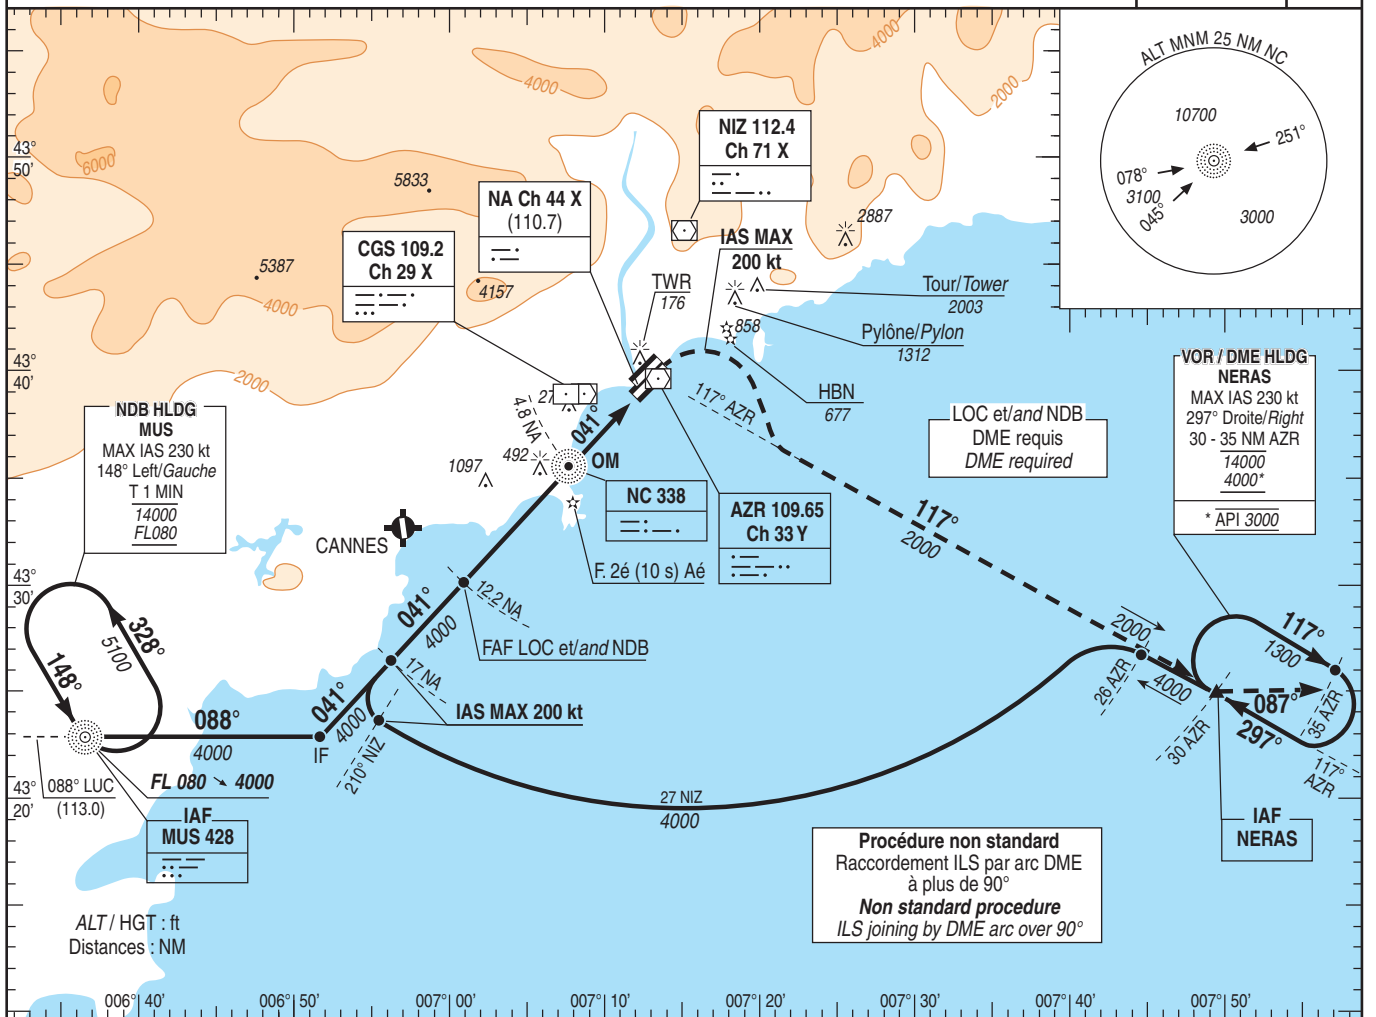 ALT MNM 25 NM NC
10700
251°
078°
3100
045°
3000
4000
4000
2000
6000
43°
50'
5833
5387
4000
4157
2000
NIZ 112.4
Ch 71 X
NA Ch 44 X
(110.7)
CGS 109.2
Ch 29 X
IAS MAX
200 kt
2887
TWR
176
Tour/Tower
2003
858
Pylône/Pylon
1312
HBN
677
43°
40'
NDB HLDG
MUS
MAX IAS 230 kt
148° Left/Gauche
T 1 MIN
14000
FL080
VOR / DME HLDG
NERAS
MAX IAS 230 kt
297° Droite/Right
30 - 35 NM AZR
14000
4000*
* API 3000
LOC et/and NDB
DME requis
DME required
27
4.8 NA
041°
117° AZR
492
1097
OM
NC 338
AZR 109.65
Ch 33 Y
CANNES
F. 2é (10 s) Aé
117°
2000
43°
30'
12.2 NA
041°
4000
FAF LOC et/and NDB
328°
5100
148°
17 NA
IAS MAX 200 kt
041°
4000
210° NIZ
IF
088°
4000
2000
26 AZR
4000
117°
1300
087°
297°
30 AZR
35 AZR
117°
AZR
43°
20'
088° LUC
(113.0)
FL 080 ↘ 4000
IAF
MUS 428
27 NIZ
4000
IAF
NERAS
Procédure non standard
Raccordement ILS par arc DME
à plus de 90°
Non standard procedure
ILS joining by DME arc over 90°
ALT / HGT : ft
Distances : NM
006° 40'
006° 50'
007° 00'
007° 10'
007° 20'
007° 30'
007° 40'
007° 50'